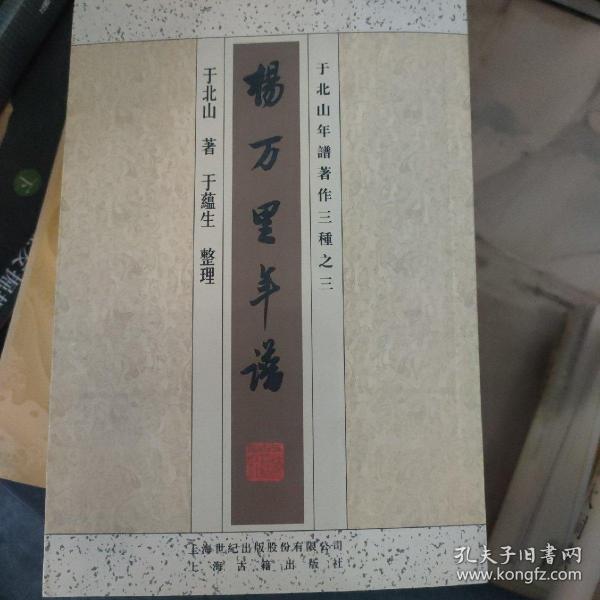 于北山年譜著作三種之三
楊万里年譜
于北山 著 于蘊生 整理
上海世紀出版股份有限公司
上海古籍出版社
孔夫子旧书网
www.kongfz.com